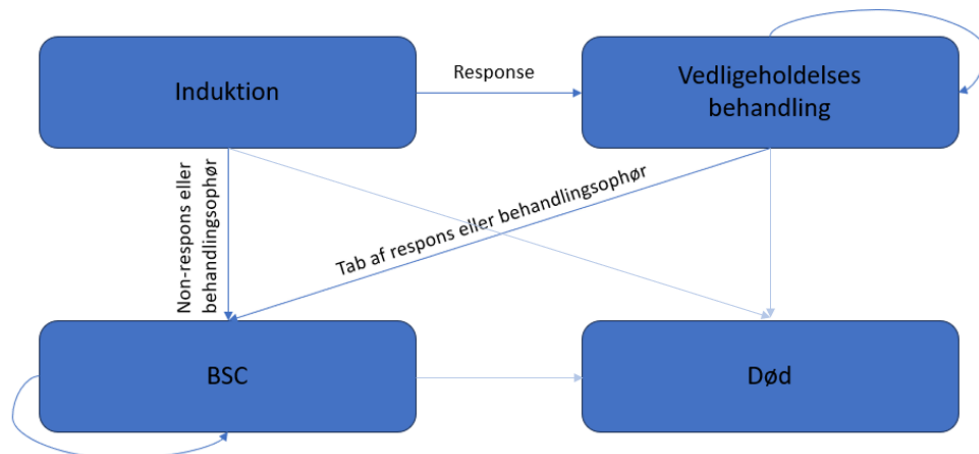 Induktion
Response
Vedligeholdelses
behandling
Non-respons eller
behandlingsophør
Tab af respons eller behandlingsophør
BSC
Død